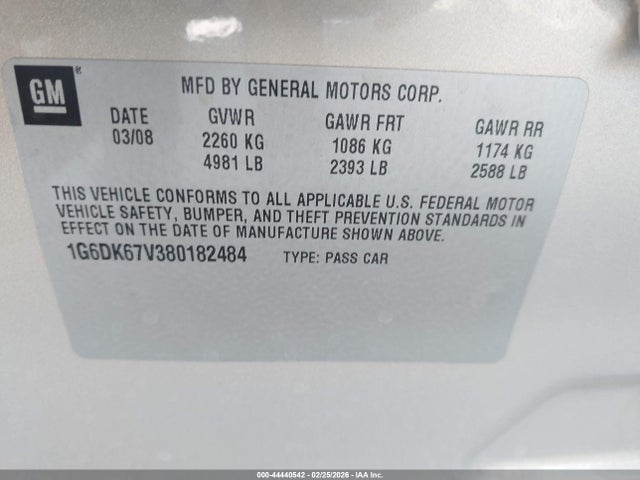 GM®
MFD BY GENERAL MOTORS CORP.
DATE GVWR GAWR FRT GAWR RR
03/08 2260 KG 1086 KG 1174 KG
4981 LB 2393 LB 2588 LB
THIS VEHICLE CONFORMS TO ALL APPLICABLE U.S. FEDERAL MOTOR
VEHICLE SAFETY, BUMPER, AND THEFT PREVENTION STANDARDS IN
EFFECT ON THE DATE OF MANUFACTURE SHOWN ABOVE.
1G6DK67V380182484 TYPE: PASS CAR
000-44440542 - 02/25/2026 - IAA, Inc.